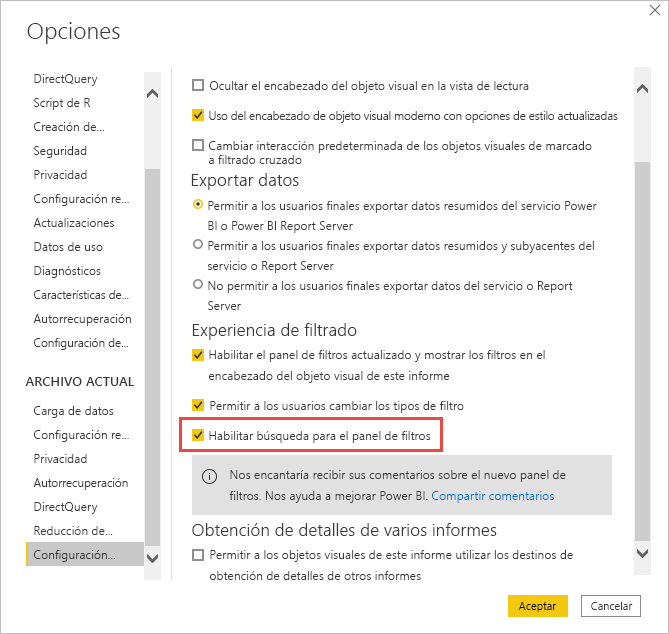 Opciones
DirectQuery
Script de R
Creación de...
Seguridad
Privacidad
Configuración re...
Actualizaciones
Datos de uso
Diagnósticos
Características de...
Autorrecuperación
Configuración de...
ARCHIVO ACTUAL
Carga de datos
Configuración re...
Privacidad
Autorrecuperación
DirectQuery
Reducción de...
Configuración...
Ocultar el encabezado del objeto visual en la vista de lectura
Uso del encabezado de objeto visual moderno con opciones de estilo actualizadas
Cambiar interacción predeterminada de los objetos visuales de marcado
a filtrado cruzado
Exportar datos
Permitir a los usuarios finales exportar datos resumidos del servicio Power
BI o Power BI Report Server
Permitir a los usuarios finales exportar datos resumidos y subyacentes del
servicio o Report Server
No permitir a los usuarios finales exportar datos del servicio o Report
Server
Experiencia de filtrado
Habilitar el panel de filtros actualizado y mostrar los filtros en el
encabezado del objeto visual de este informe
Permitir a los usuarios cambiar los tipos de filtro
Habilitar búsqueda para el panel de filtros
Nos encantaría recibir sus comentarios sobre el nuevo panel de
filtros. Nos ayuda a mejorar Power BI. Compartir comentarios
Obtención de detalles de varios informes
Permitir a los objetos visuales de este informe utilizar los destinos de
obtención de detalles de otros informes
Aceptar
Cancelar